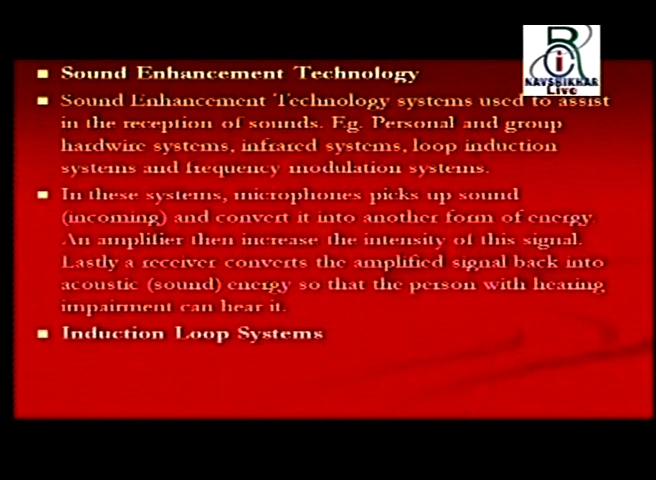 RCI
NAVSHIKHAR
Live
Sound Enhancement Technology
Sound Enhancement Technology systems used to assist
in the reception of sounds. Eg. Personal and group
hardwire systems, infrared systems, loop induction
systems and frequency modulation systems.
In these systems, microphones picks up sound
(incoming) and convert it into another form of energy.
An amplifier then increase the intensity of this signal.
Lastly a receiver converts the amplified signal back into
acoustic (sound) energy so that the person with hearing
impairment can hear it.
Induction Loop Systems